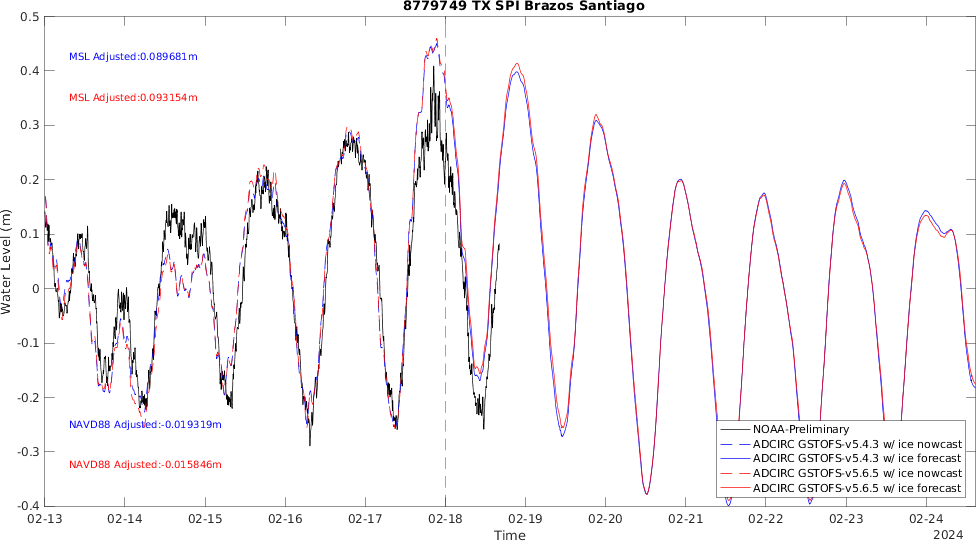 8779749 TX SPI Brazos Santiago
0.5
MSL Adjusted:0.089681m
0.4
MSL Adjusted:0.093154m
0.3
0.2
0.1
Water Level (m)
0
-0.1
-0.2
NAVD88 Adjusted:-0.019319m
NOAA-Preliminary
ADCIRC GSTOFS-v5.4.3 w/ ice nowcast
-0.3
ADCIRC GSTOFS-v5.4.3 w/ ice forecast
NAVD88 Adjusted:-0.015846m
ADCIRC GSTOFS-v5.6.5 w/ ice nowcast
ADCIRC GSTOFS-v5.6.5 w/ ice forecast
-0.4
02-13 02-14 02-15 02-16 02-17 02-18 02-19 02-20 02-21 02-22 02-23 02-24
Time
2024